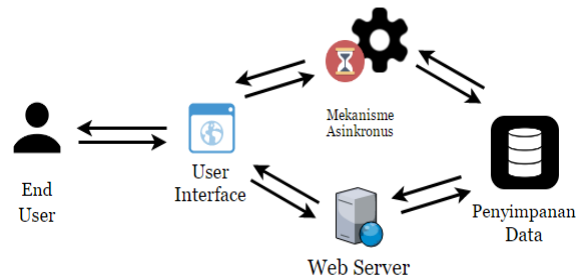 Mekanisme
Asinkronus
End
User
User
Interface
Penyimpanan
Data
Web Server